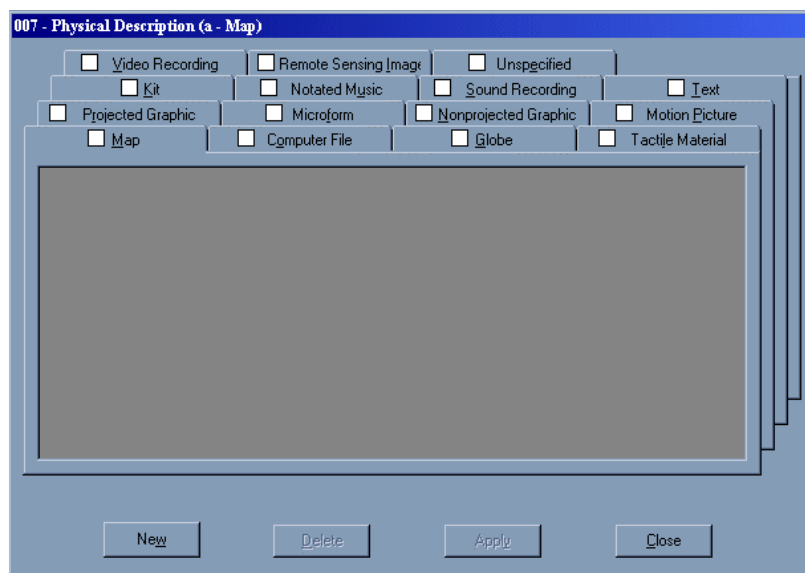 007 - Physical Description (a - Map)
Video Recording Remote Sensing Image Unspecified
Kit Notated Music Sound Recording Text
Projected Graphic Microform Nonprojected Graphic Motion Picture
Map Computer File Globe Tactile Material
New Delete Apply Close